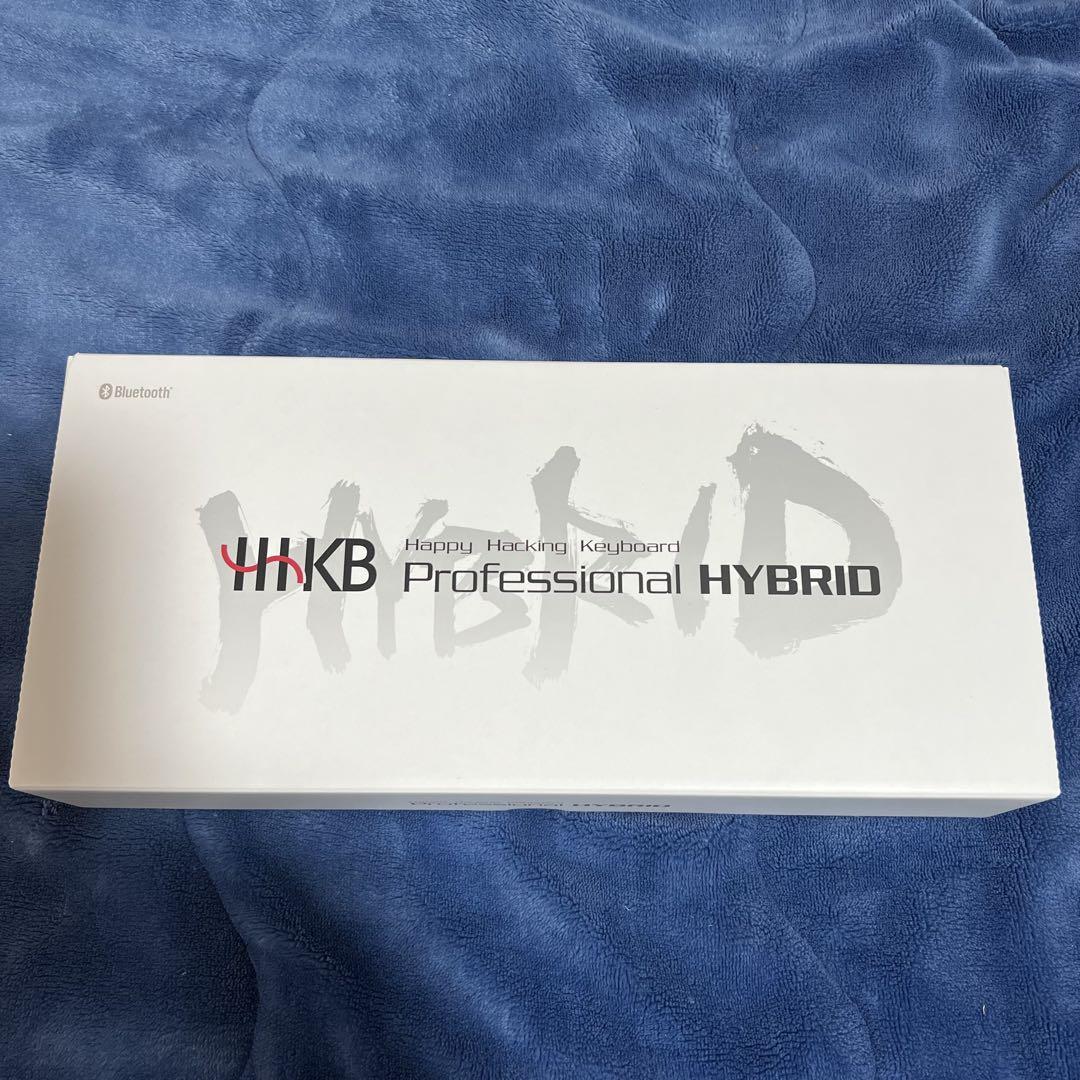 Bluetooth®
HYBRID
HHKB
Happy Hacking Keyboard
Professional HYBRID
Professional HYBRID